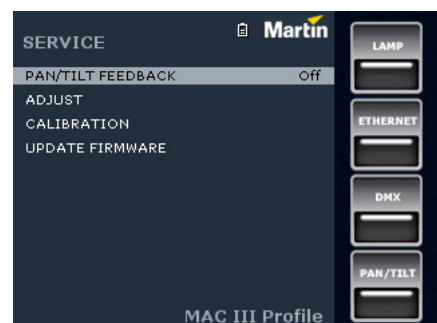 SERVICE
Martin
PAN/TILT FEEDBACK Off
ADJUST
CALIBRATION
UPDATE FIRMWARE
MAC III Profile
LAMP
ETHERNET
DMX
PAN/TILT